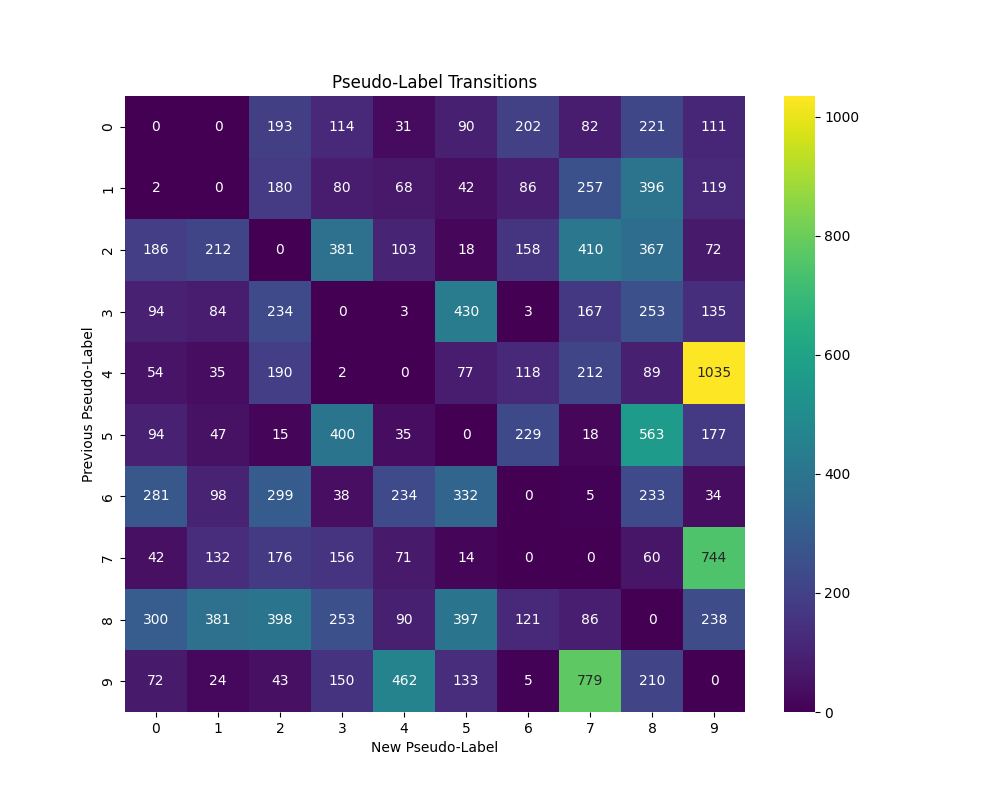 Pseudo-Label Transitions
0 0 0 193 114 31 90 202 82 221 111
1 2 0 180 80 68 42 86 257 396 119
2 186 212 0 381 103 18 158 410 367 72
3 94 84 234 0 3 430 3 167 253 135
4 54 35 190 2 0 77 118 212 89 1035
5 94 47 15 400 35 0 229 18 563 177
6 281 98 299 38 234 332 0 5 233 34
7 42 132 176 156 71 14 0 0 60 744
8 300 381 398 253 90 397 121 86 0 238
9 72 24 43 150 462 133 5 779 210 0
0 1 2 3 4 5 6 7 8 9
New Pseudo-Label
Previous Pseudo-Label
1000
800
600
400
200
0